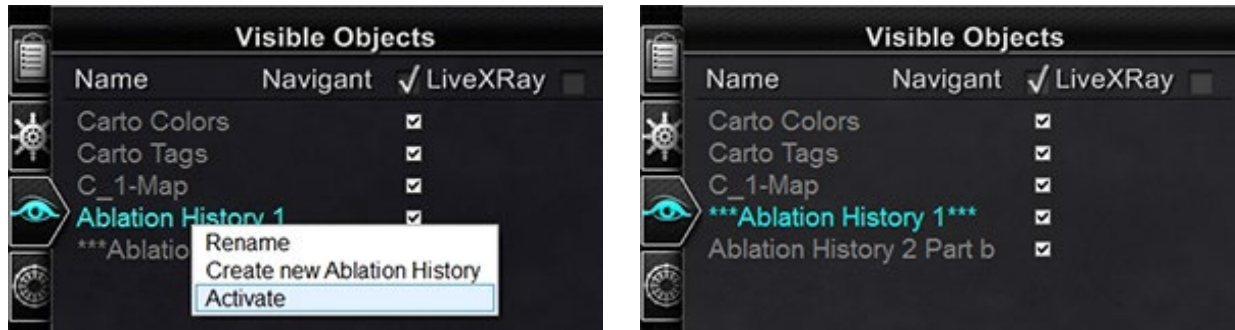 Visible Objects
Name Navigant LiveXRay
Carto Colors
Carto Tags
C_1-Map
Ablation History 1
***Ablatio
Rename
Create new Ablation History
Activate
Visible Objects
Name Navigant LiveXRay
Carto Colors
Carto Tags
C_1-Map
***Ablation History 1***
Ablation History 2 Part b